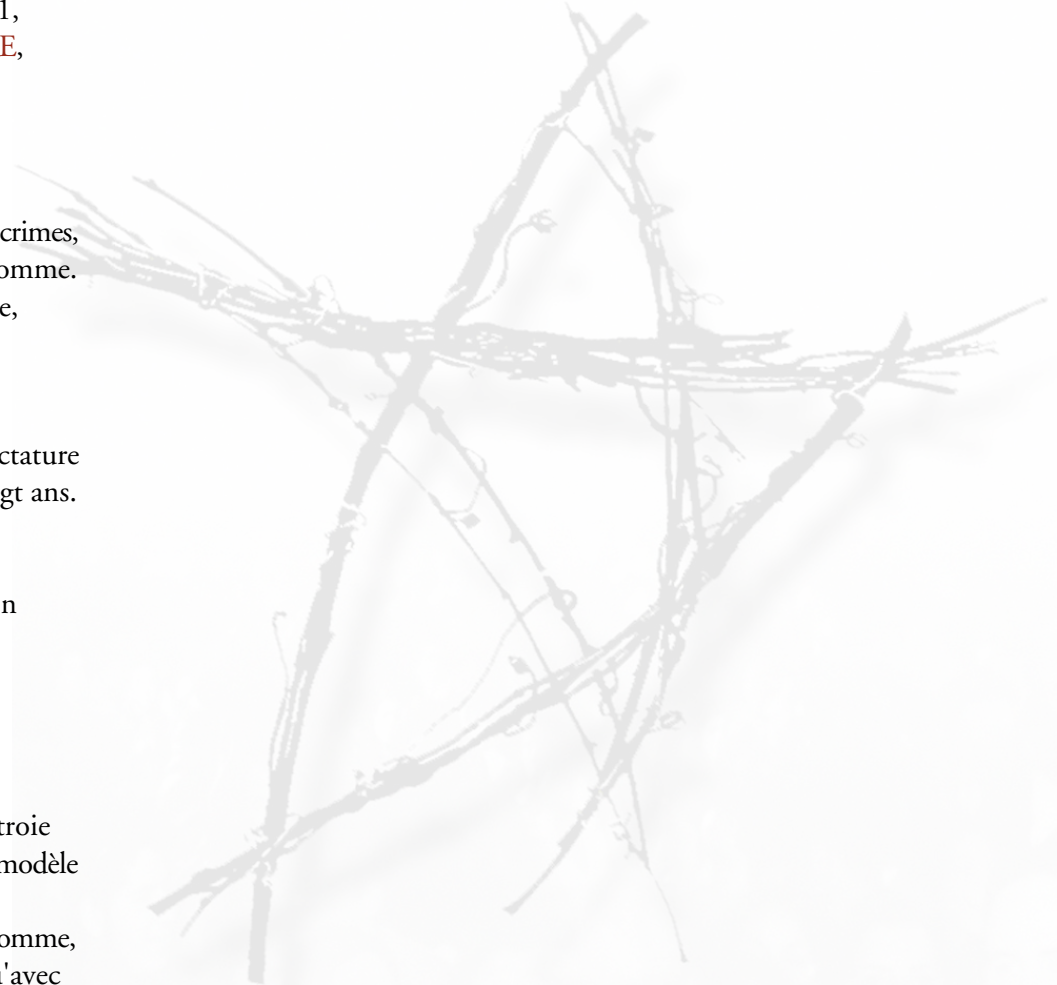 1,
E,
crimes,
omme.
e,
ctature
gt ans.
n
troie
modèle
omme,
u'avec